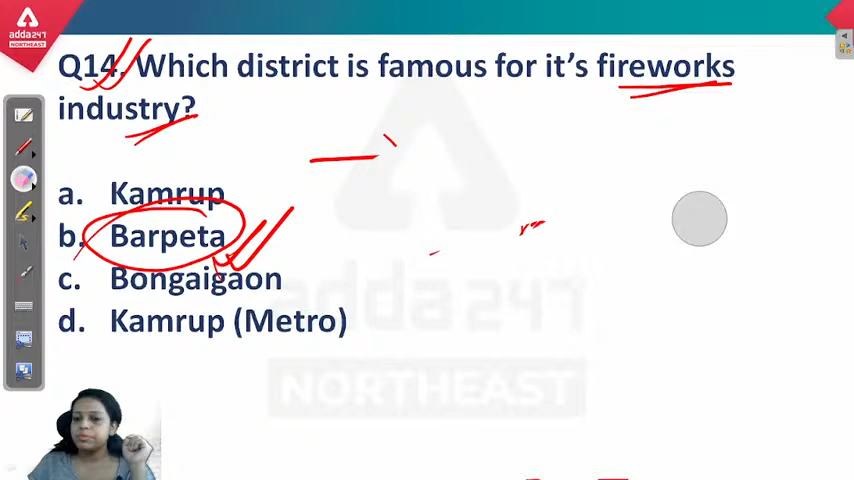 adda247
NORTHEAST
Q14. Which district is famous for it's fireworks
industry?
a. Kamrup
b. Barpeta
c. Bongaigaon
d. Kamrup (Metro)
adda247
NORTHEAST